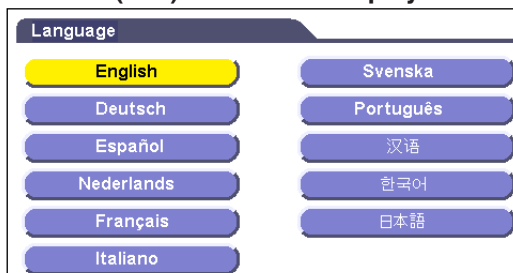 Language
English
Deutsch
Español
Nederlands
Français
Italiano
Svenska
Português
汉语
한국어
日本語